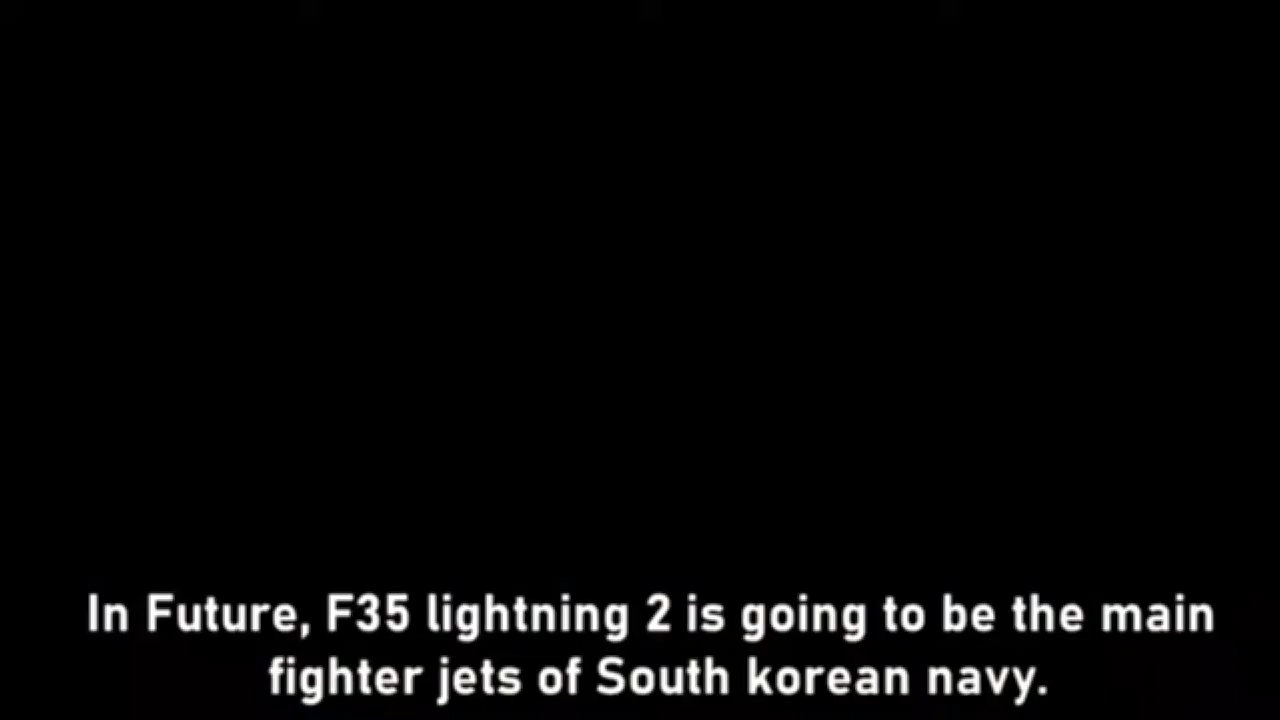 In Future, F35 lightning 2 is going to be the main
fighter jets of South korean navy.